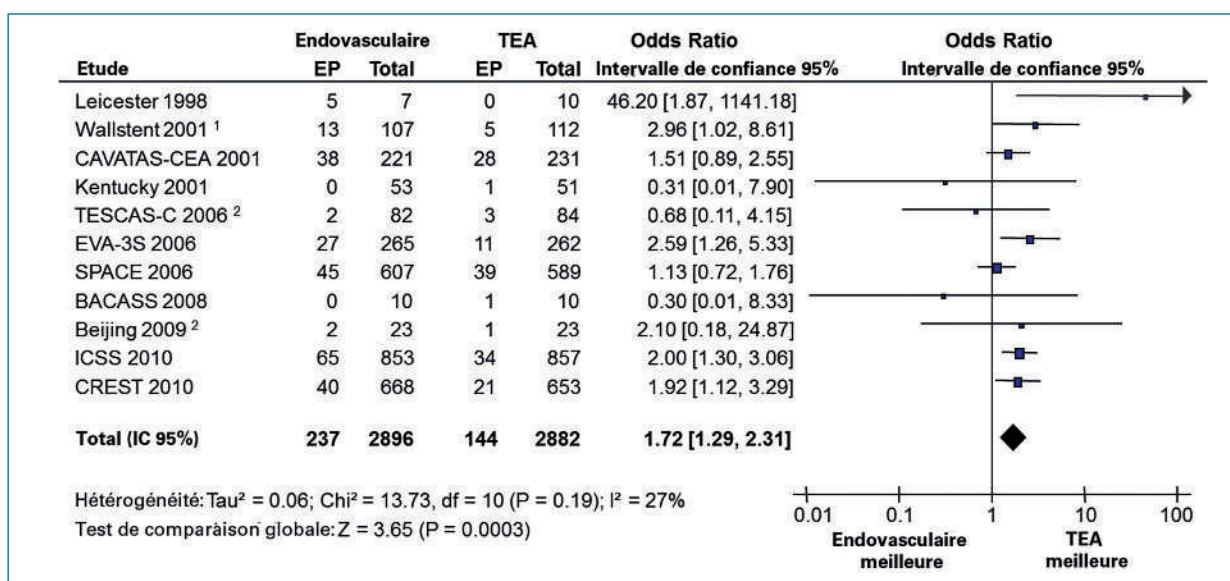 Endovasculaire TEA Odds Ratio Odds Ratio
Etude EP Total EP Total Intervalle de confiance 95% Intervalle de confiance 95%
Leicester 1998 5 7 0 10 46.20 [1.87, 1141.18]
Wallstent 2001 ¹ 13 107 5 112 2.96 [1.02, 8.61]
CAVATAS-CEA 2001 38 221 28 231 1.51 [0.89, 2.55]
Kentucky 2001 0 53 1 51 0.31 [0.01, 7.90]
TESCAS-C 2006 ² 2 82 3 84 0.68 [0.11, 4.15]
EVA-3S 2006 27 265 11 262 2.59 [1.26, 5.33]
SPACE 2006 45 607 39 589 1.13 [0.72, 1.76]
BACASS 2008 0 10 1 10 0.30 [0.01, 8.33]
Beijing 2009 ² 2 23 1 23 2.10 [0.18, 24.87]
ICSS 2010 65 853 34 857 2.00 [1.30, 3.06]
CREST 2010 40 668 21 653 1.92 [1.12, 3.29]
Total (IC 95%) 237 2896 144 2882 1.72 [1.29, 2.31]
Hétérogénéité: Tau² = 0.06; Chi² = 13.73, df = 10 (P = 0.19); I² = 27%
Test de comparaison globale: Z = 3.65 (P = 0.0003)
0.01 0.1 1 10 100
Endovasculaire TEA
meilleure meilleure